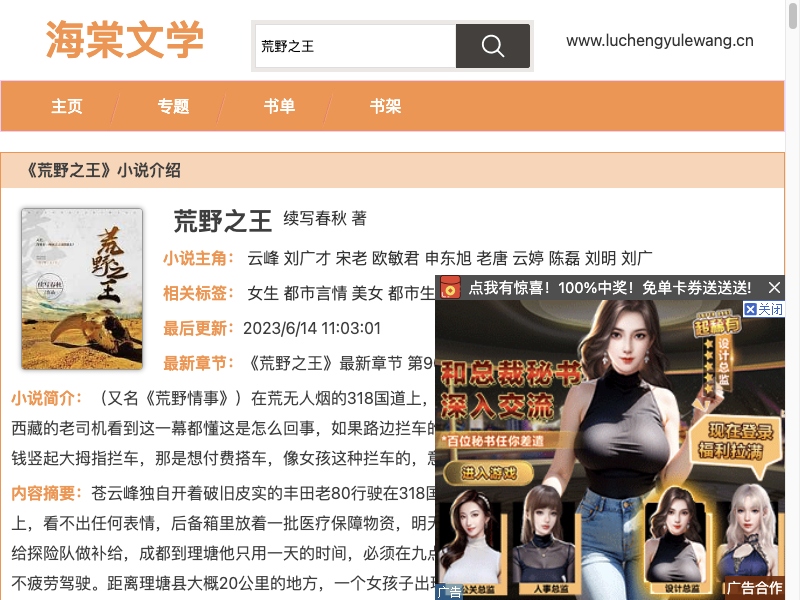 海棠文学
荒野之王
www.luchengyulewang.cn
主页 专题 书单 书架
《荒野之王》小说介绍
荒野之王
续写春秋
荒野之王 续写春秋 著
小说主角： 云峰 刘广才 宋老 欧敏君 申东旭 老唐 云婷 陈磊 刘明 刘广
相关标签： 女生 都市言情 美女 都市生
最后更新： 2023/6/14 11:03:01
最新章节： 《荒野之王》最新章节 第9
小说简介： （又名《荒野情事》）在荒无人烟的318国道上，
西藏的老司机看到这一幕都懂这是怎么回事，如果路边拦车的
钱竖起大拇指拦车，那是想付费搭车，像女孩这种拦车的，意
内容摘要： 苍云峰独自开着破旧皮实的丰田老80行驶在318国
上，看不出任何表情，后备箱里放着一批医疗保障物资，明天
给探险队做补给，成都到理塘他只用一天的时间，必须在九点
不疲劳驾驶。距离理塘县大概20公里的地方，一个女孩子出现
点我有惊喜！100%中奖！免单卡券送送送!
关闭
超稀有
设计总监
和总裁秘书
深入交流
*百位秘书任你差遣
进入游戏
现在登录
福利拉满
公关总监
人事总监
设计总监
广告
广告合作